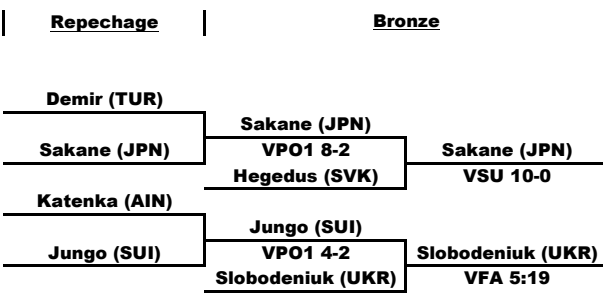 Repechage
Bronze
Demir (TUR)
Sakane (JPN)
Sakane (JPN)
VPO1 8-2
Sakane (JPN)
Hegedus (SVK)
VSU 10-0
Katenka (AIN)
Jungo (SUI)
Jungo (SUI)
VPO1 4-2
Slobodeniuk (UKR)
Slobodeniuk (UKR)
VFA 5:19